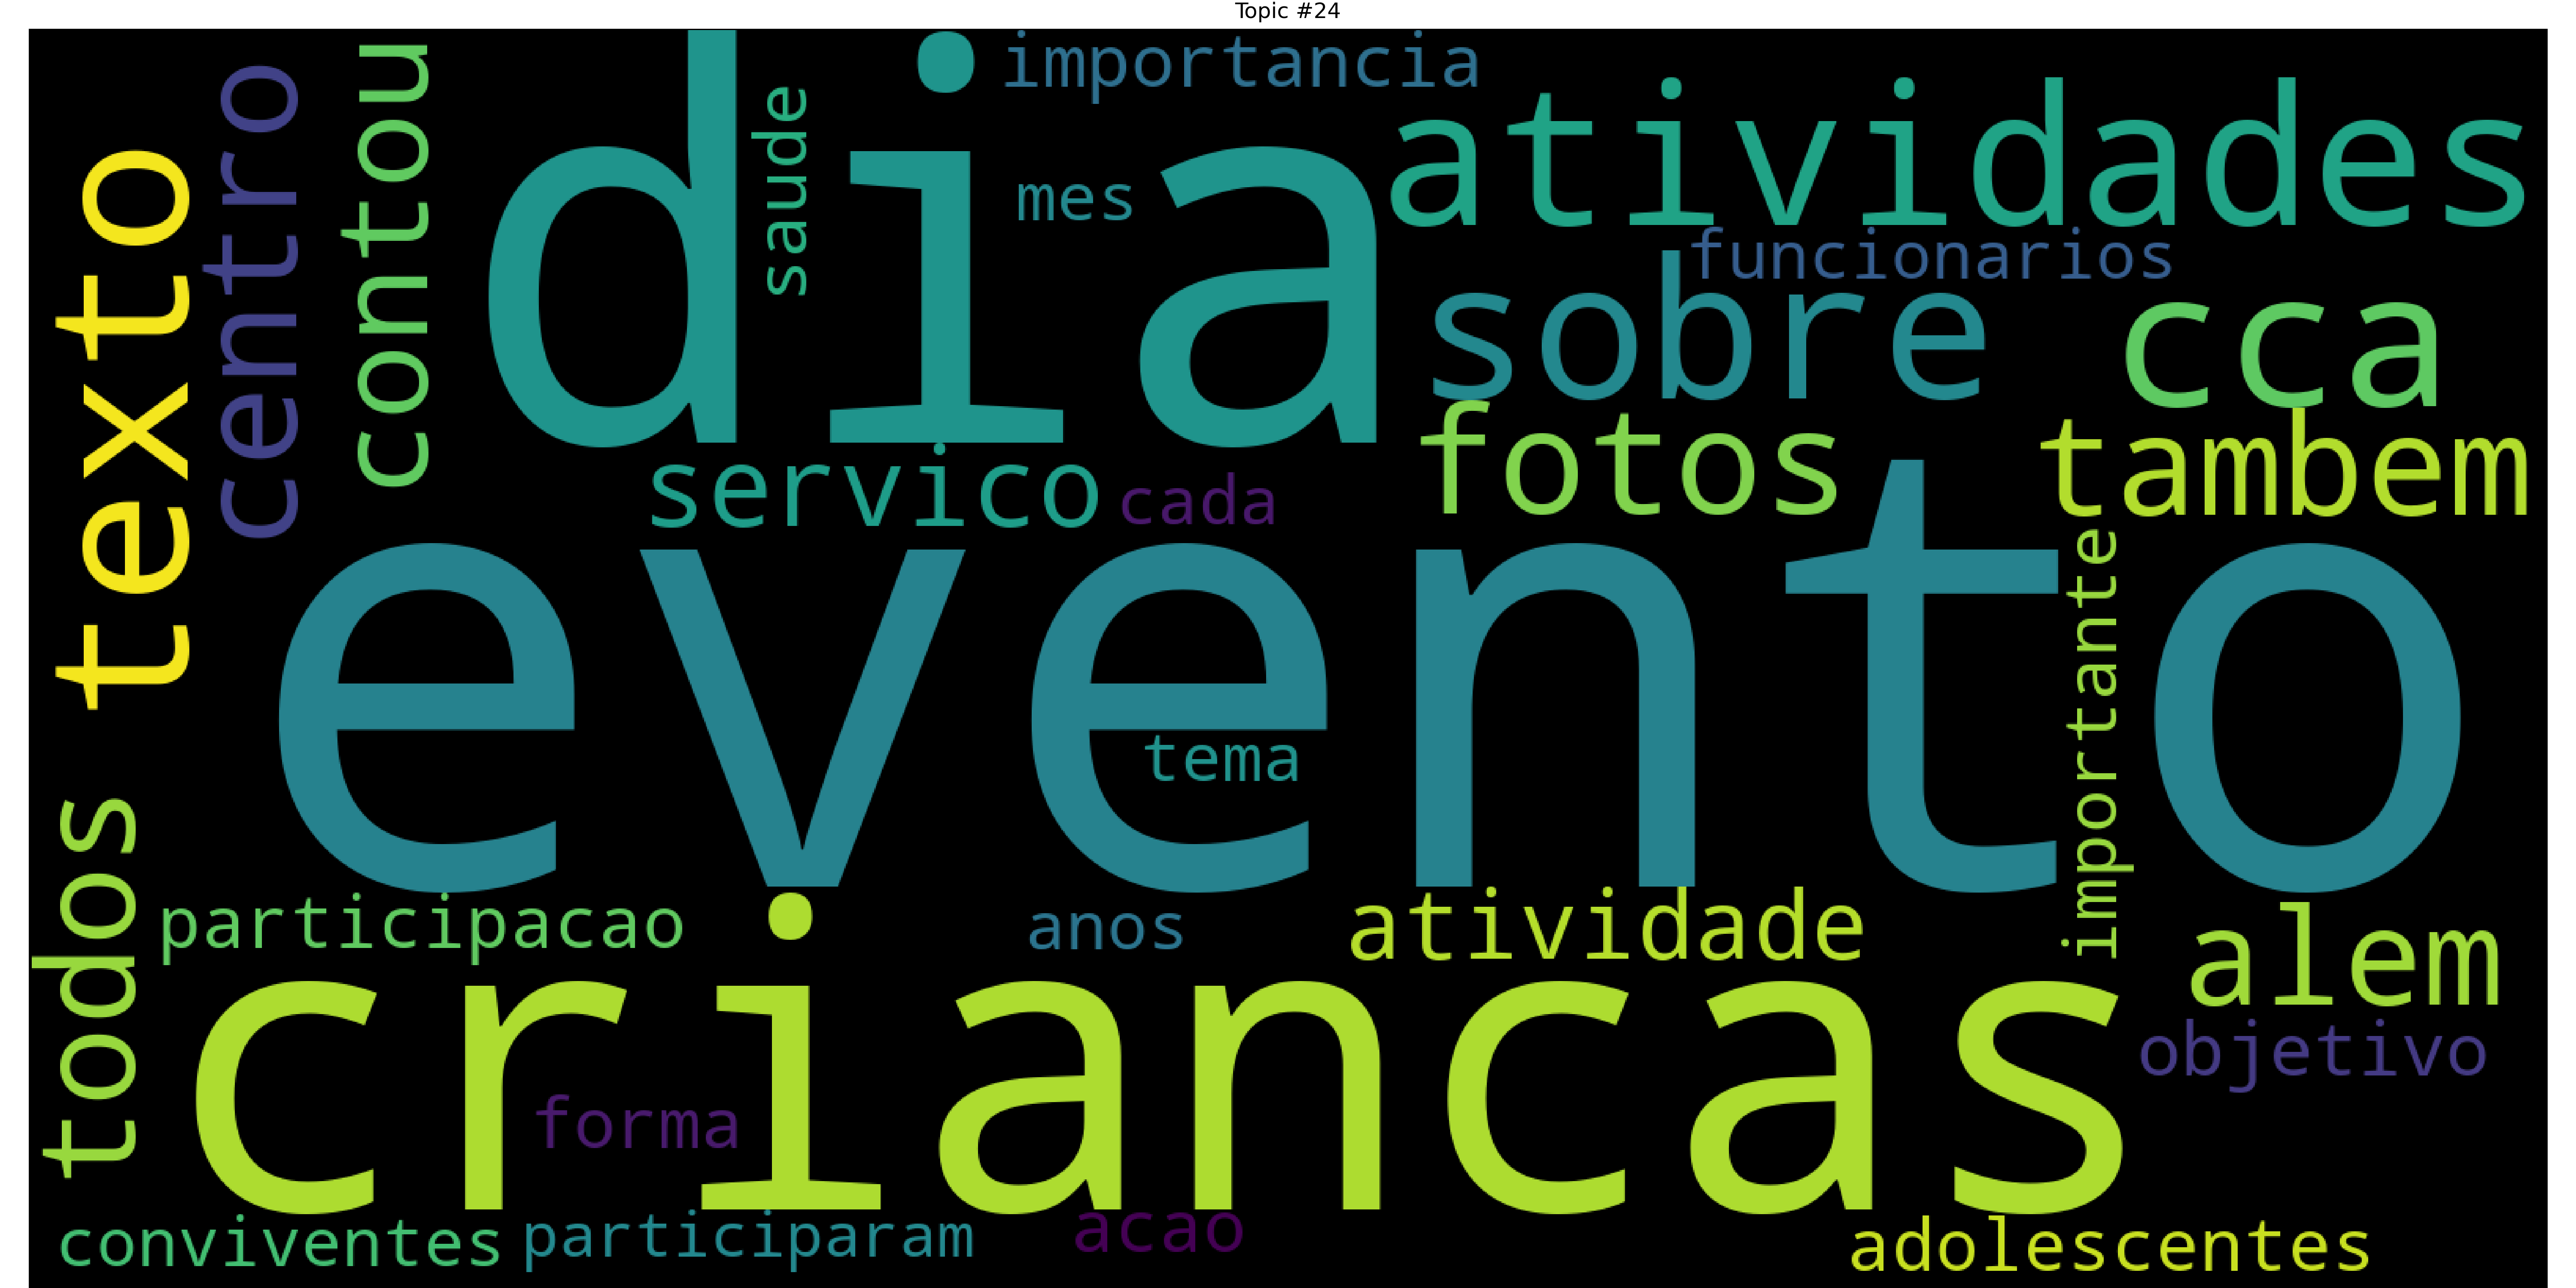 Topic #24
importancia
dia
atividades
saude
mes
contou
centro
texto
funcionarios
sobre
cca
fotos
tambem
servico
cada
evento
importante
tema
todos
participacao
anos
atividade
alem
criancas
objetivo
forma
conviventes
participaram
acao
adolescentes